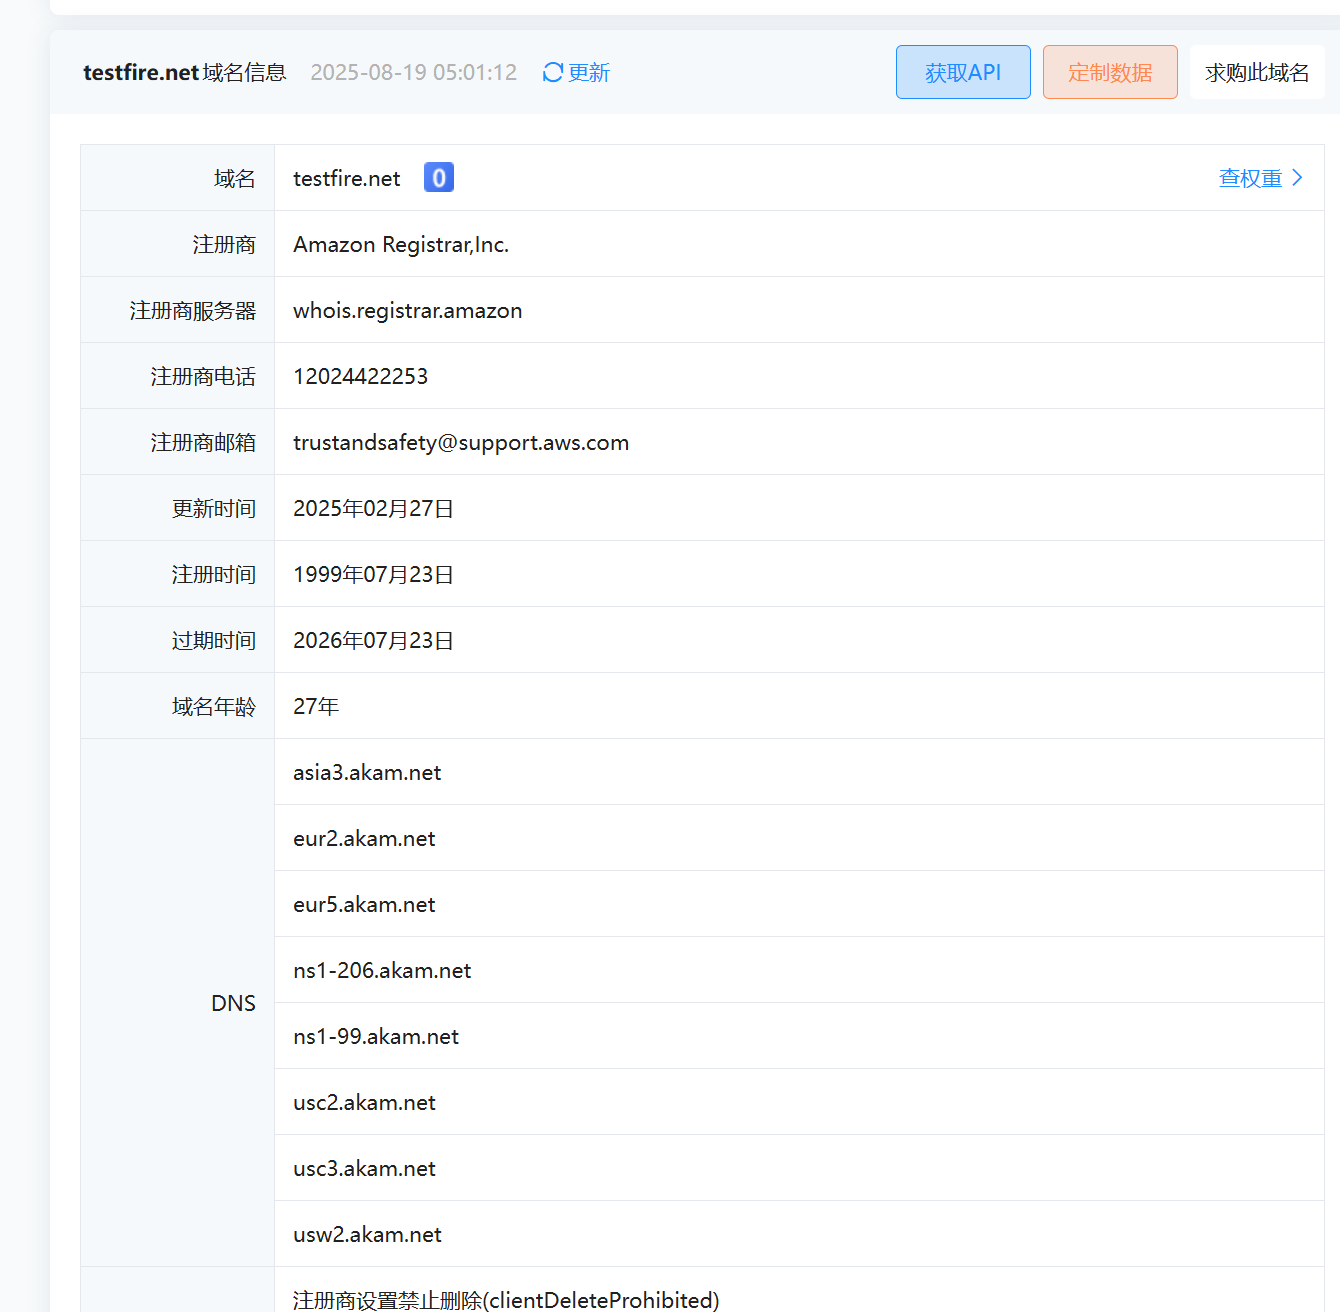 testfire.net域名信息 2025-08-19 05:01:12 更新 获取API 定制数据 求购此域名
域名 testfire.net 0 查权重
注册商 Amazon Registrar,Inc.
注册商服务器 whois.registrar.amazon
注册商电话 12024422253
注册商邮箱 trustandsafety@support.aws.com
更新时间 2025年02月27日
注册时间 1999年07月23日
过期时间 2026年07月23日
域名年龄 27年
DNS
asia3.akam.net
eur2.akam.net
eur5.akam.net
ns1-206.akam.net
ns1-99.akam.net
usc2.akam.net
usc3.akam.net
usw2.akam.net
注册商设置禁止删除(clientDeleteProhibited)